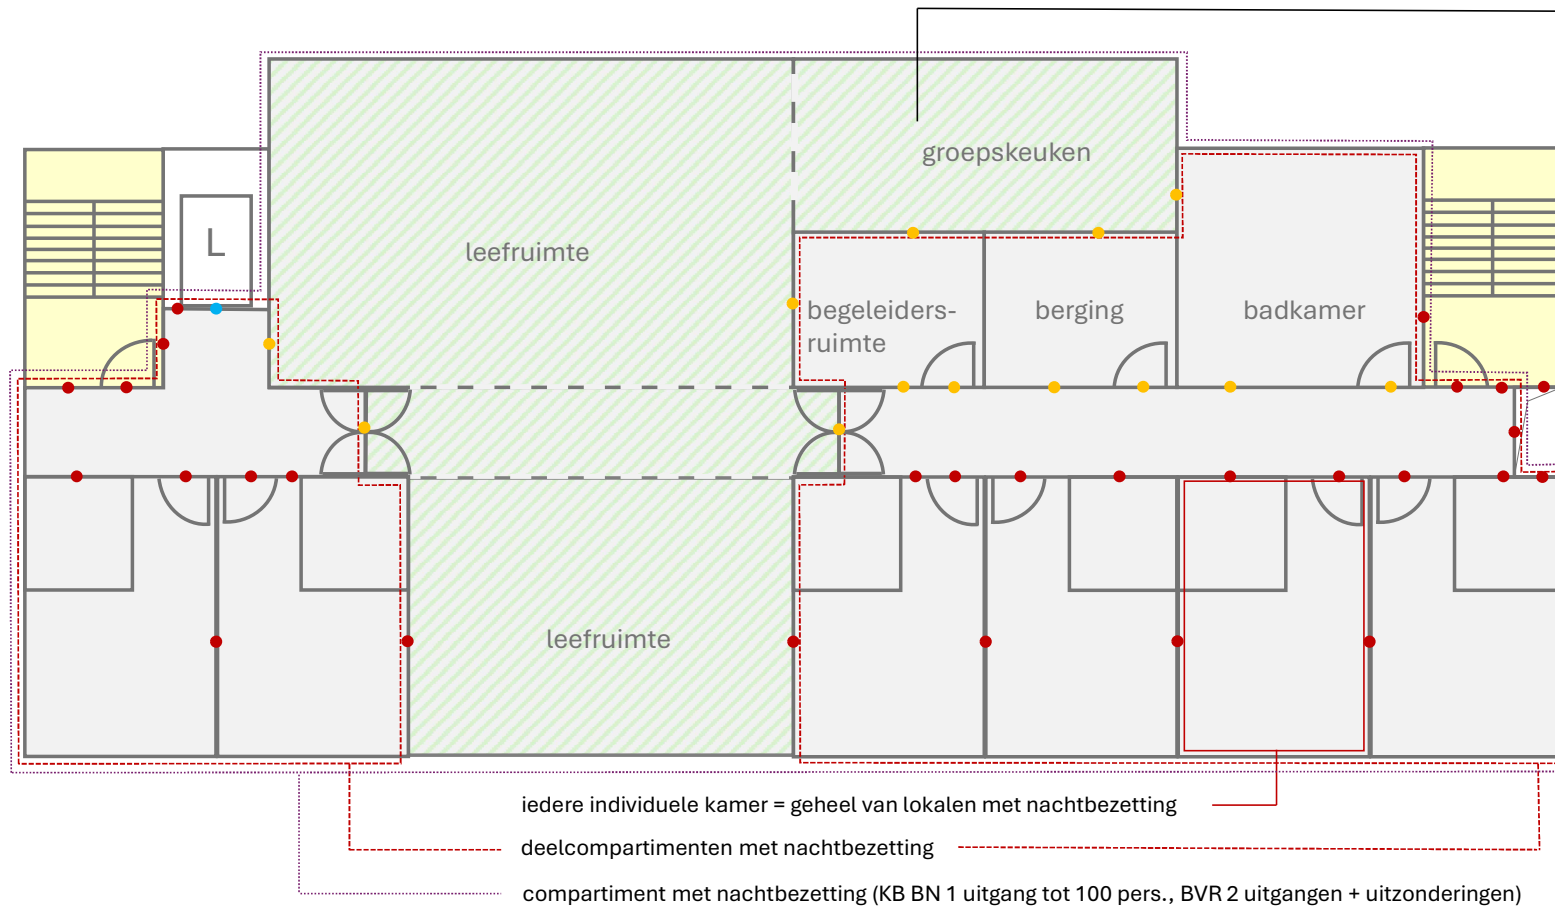 groepskeuken
L
leefruimte
begeleiders-
ruimte
berging
badkamer
leefruimte
iedere individuele kamer = geheel van lokalen met nachtbezetting
deelcompartimenten met nachtbezetting
compartiment met nachtbezetting (KB BN 1 uitgang tot 100 pers., BVR 2 uitgangen + uitzonderingen)